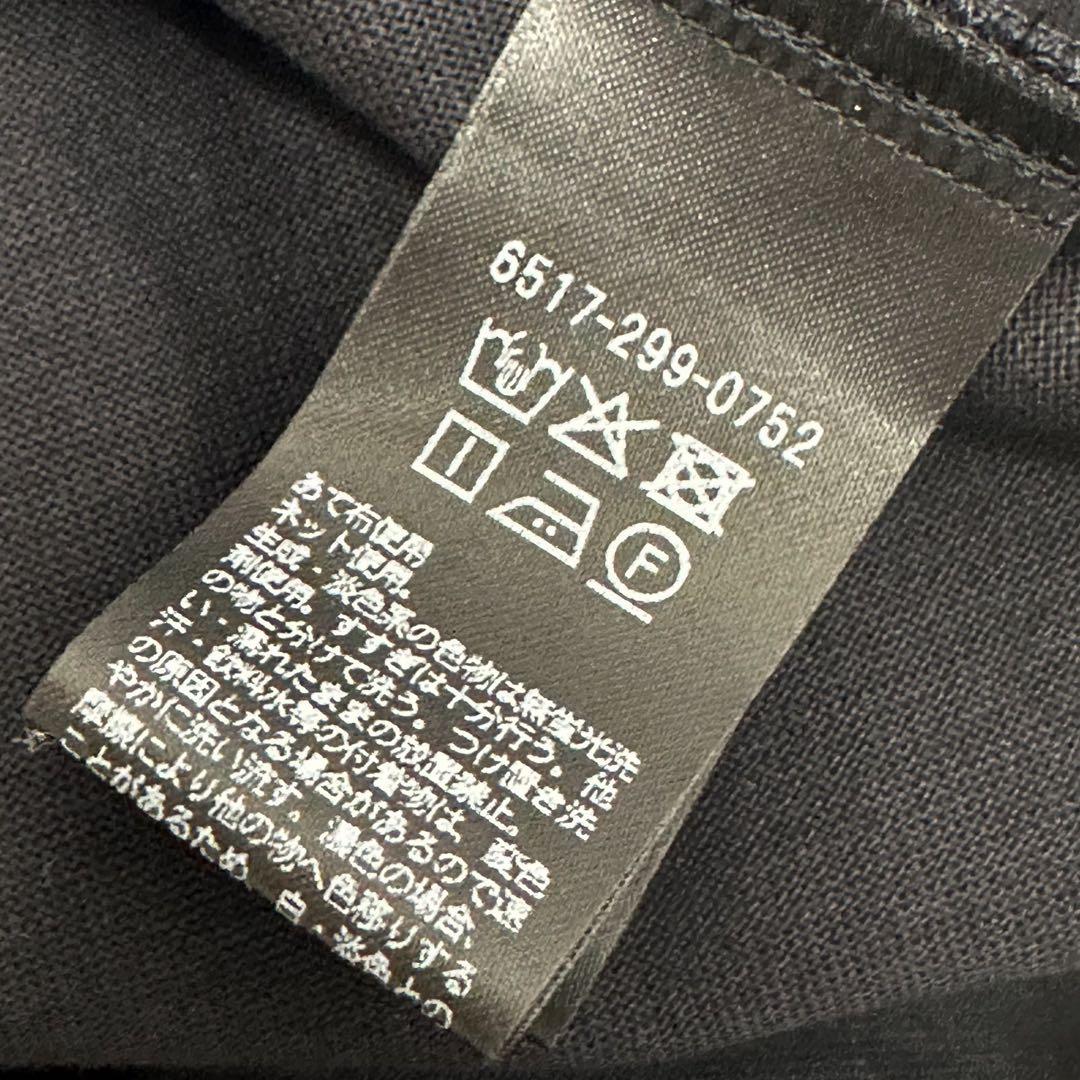 6517-299-0752
F
あて布使用
ネット使用。
生成・淡色系の色物は無蛍光洗
剤使用。すすぎは十分行う。他
の物と分けて洗う。つけ置き洗
い・濡れたままの放置禁止。
汗・飲料水等の付着物は、変色
の原因となる場合があるので速
やかに洗い流す。濃色の場合、
摩擦により他の物へ色移りする
ことがあるため、白・淡色との